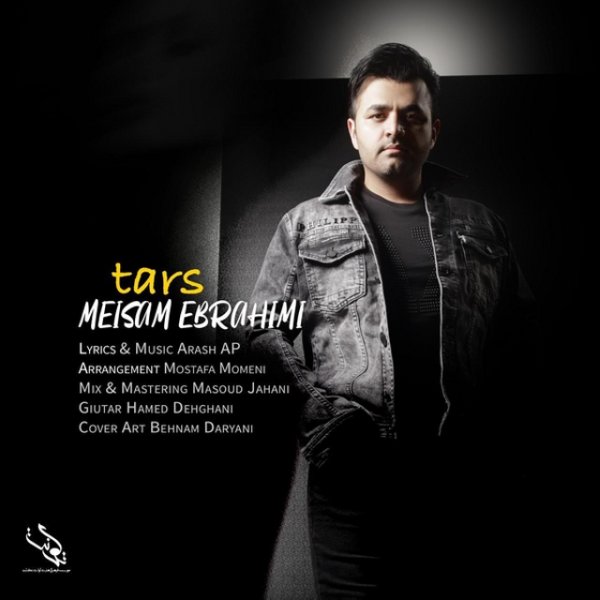 PHILIPP
tars
MEISAM EBRAHIMI
LYRICS & MUSIC ARASH AP
ARRANGEMENT MOSTAFA MOMENI
MIX & MASTERING MASOUD JAHANI
GIUTAR HAMED DEHGHANI
COVER ART BEHNAM DARYANI